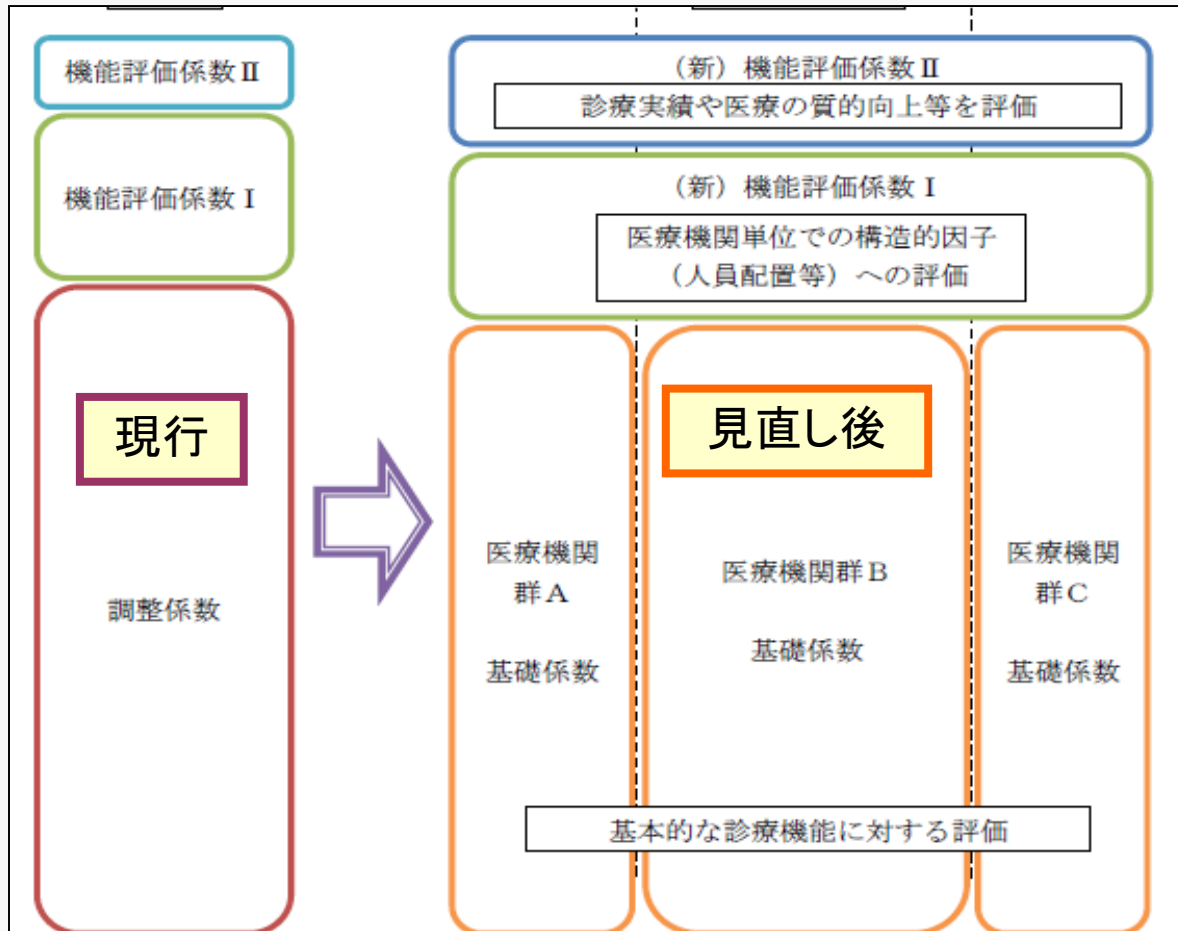 機能評価係数Ⅱ
機能評価係数Ⅰ
現行
調整係数
（新）機能評価係数Ⅱ
診療実績や医療の質的向上等を評価
（新）機能評価係数Ⅰ
医療機関単位での構造的因子
（人員配置等）への評価
見直し後
医療機関
群A
基礎係数
医療機関群B
基礎係数
医療機関
群C
基礎係数
基本的な診療機能に対する評価